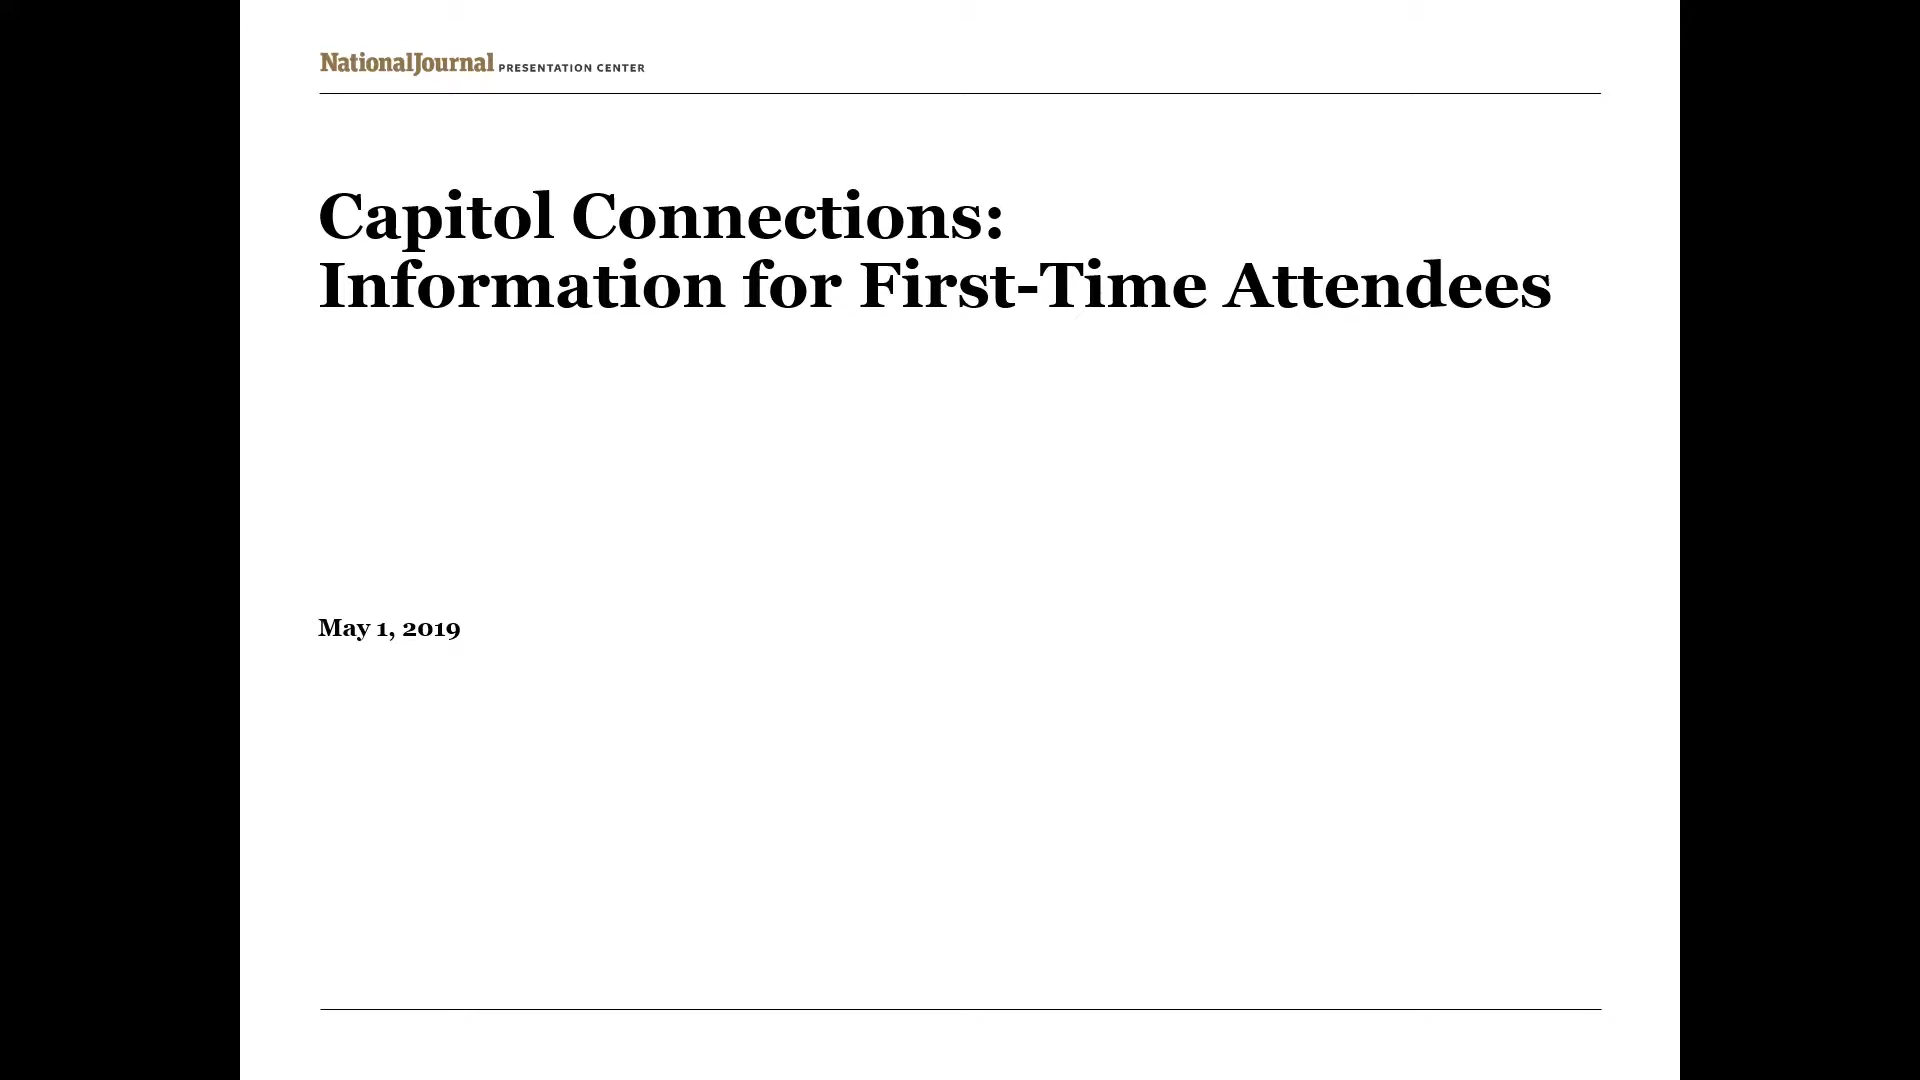 NationalJournal PRESENTATION CENTER
Capitol Connections:
Information for First-Time Attendees
May 1, 2019